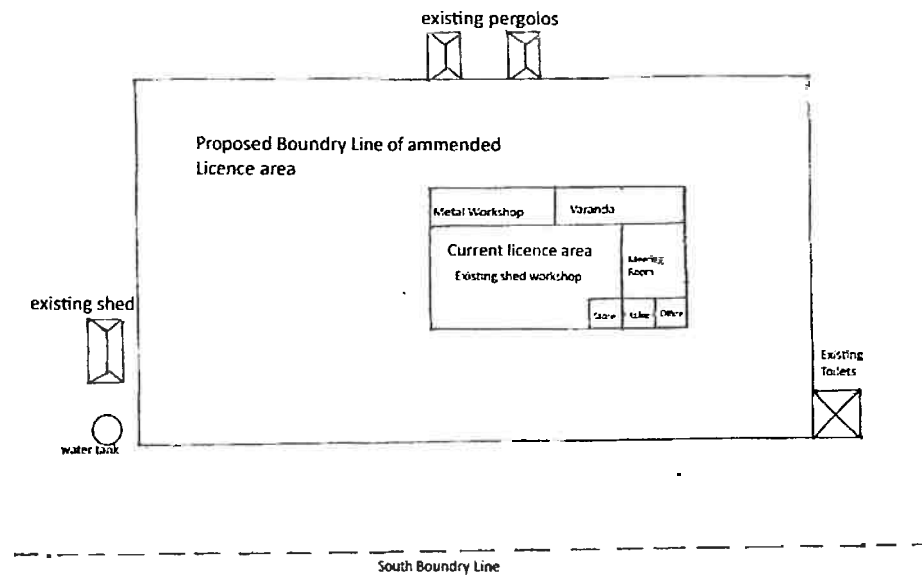 existing pergolos
Proposed Boundry Line of ammended
Licence area
Metal Workshop
Varanda
Current licence area
Existing shed workshop
Meeting
Room
Store
Office
existing shed
Existing
Toilets
water tank
South Boundry Line